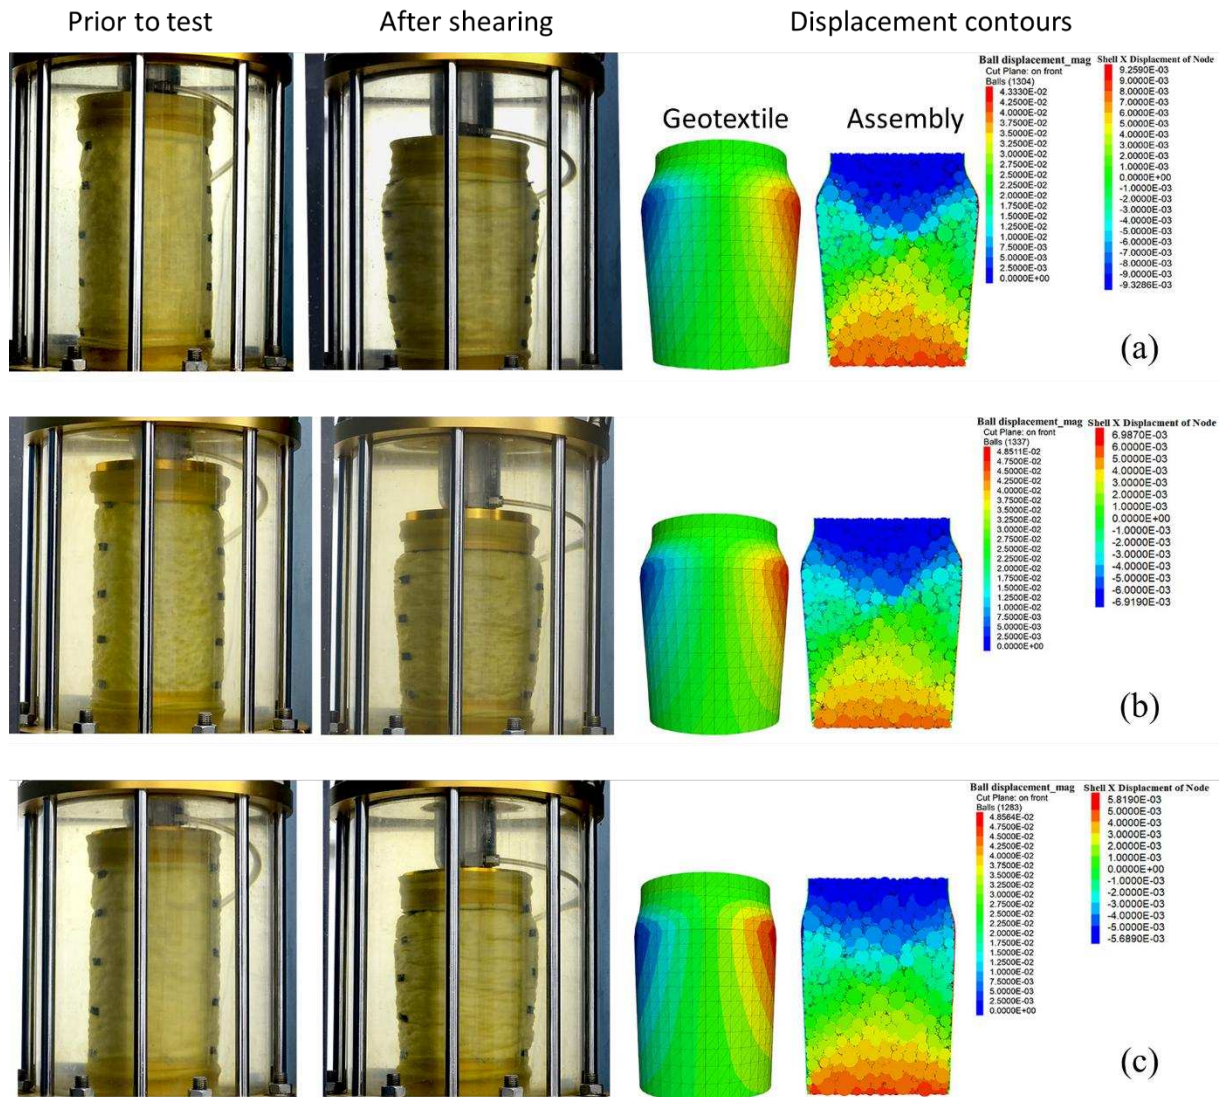 Prior to test
After shearing
Displacement contours
Geotextile
Assembly
Ball displacement_mag
Cut Plane: on front
Balls (1304)
4.3330E-02
4.2500E-02
4.0000E-02
3.7500E-02
3.5000E-02
3.2500E-02
3.0000E-02
2.7500E-02
2.5000E-02
2.2500E-02
2.0000E-02
1.7500E-02
1.5000E-02
1.2500E-02
1.0000E-02
7.5000E-03
5.0000E-03
2.5000E-03
0.0000E+00
Shell X Displacment of Node
9.2590E-03
9.0000E-03
8.0000E-03
7.0000E-03
6.0000E-03
5.0000E-03
4.0000E-03
3.0000E-03
2.0000E-03
1.0000E-03
0.0000E+00
-1.0000E-03
-2.0000E-03
-3.0000E-03
-4.0000E-03
-5.0000E-03
-6.0000E-03
-7.0000E-03
-8.0000E-03
-9.0000E-03
-9.3286E-03
(a)
Ball displacement_mag
Cut Plane: on front
Balls (1337)
4.8511E-02
4.7500E-02
4.5000E-02
4.2500E-02
4.0000E-02
3.7500E-02
3.5000E-02
3.2500E-02
3.0000E-02
2.7500E-02
2.5000E-02
2.2500E-02
2.0000E-02
1.7500E-02
1.5000E-02
1.2500E-02
1.0000E-02
7.5000E-03
5.0000E-03
2.5000E-03
0.0000E+00
Shell X Displacment of Node
6.9870E-03
6.0000E-03
5.0000E-03
4.0000E-03
3.0000E-03
2.0000E-03
1.0000E-03
0.0000E+00
-1.0000E-03
-2.0000E-03
-3.0000E-03
-4.0000E-03
-5.0000E-03
-6.0000E-03
-6.9190E-03
(b)
Ball displacement_mag
Cut Plane: on front
Balls (1283)
4.8564E-02
4.7500E-02
4.5000E-02
4.2500E-02
4.0000E-02
3.7500E-02
3.5000E-02
3.2500E-02
3.0000E-02
2.7500E-02
2.5000E-02
2.2500E-02
2.0000E-02
1.7500E-02
1.5000E-02
1.2500E-02
1.0000E-02
7.5000E-03
5.0000E-03
2.5000E-03
0.0000E+00
Shell X Displacment of Node
5.8190E-03
5.0000E-03
4.0000E-03
3.0000E-03
2.0000E-03
1.0000E-03
0.0000E+00
-1.0000E-03
-2.0000E-03
-3.0000E-03
-4.0000E-03
-5.0000E-03
-5.6890E-03
(c)